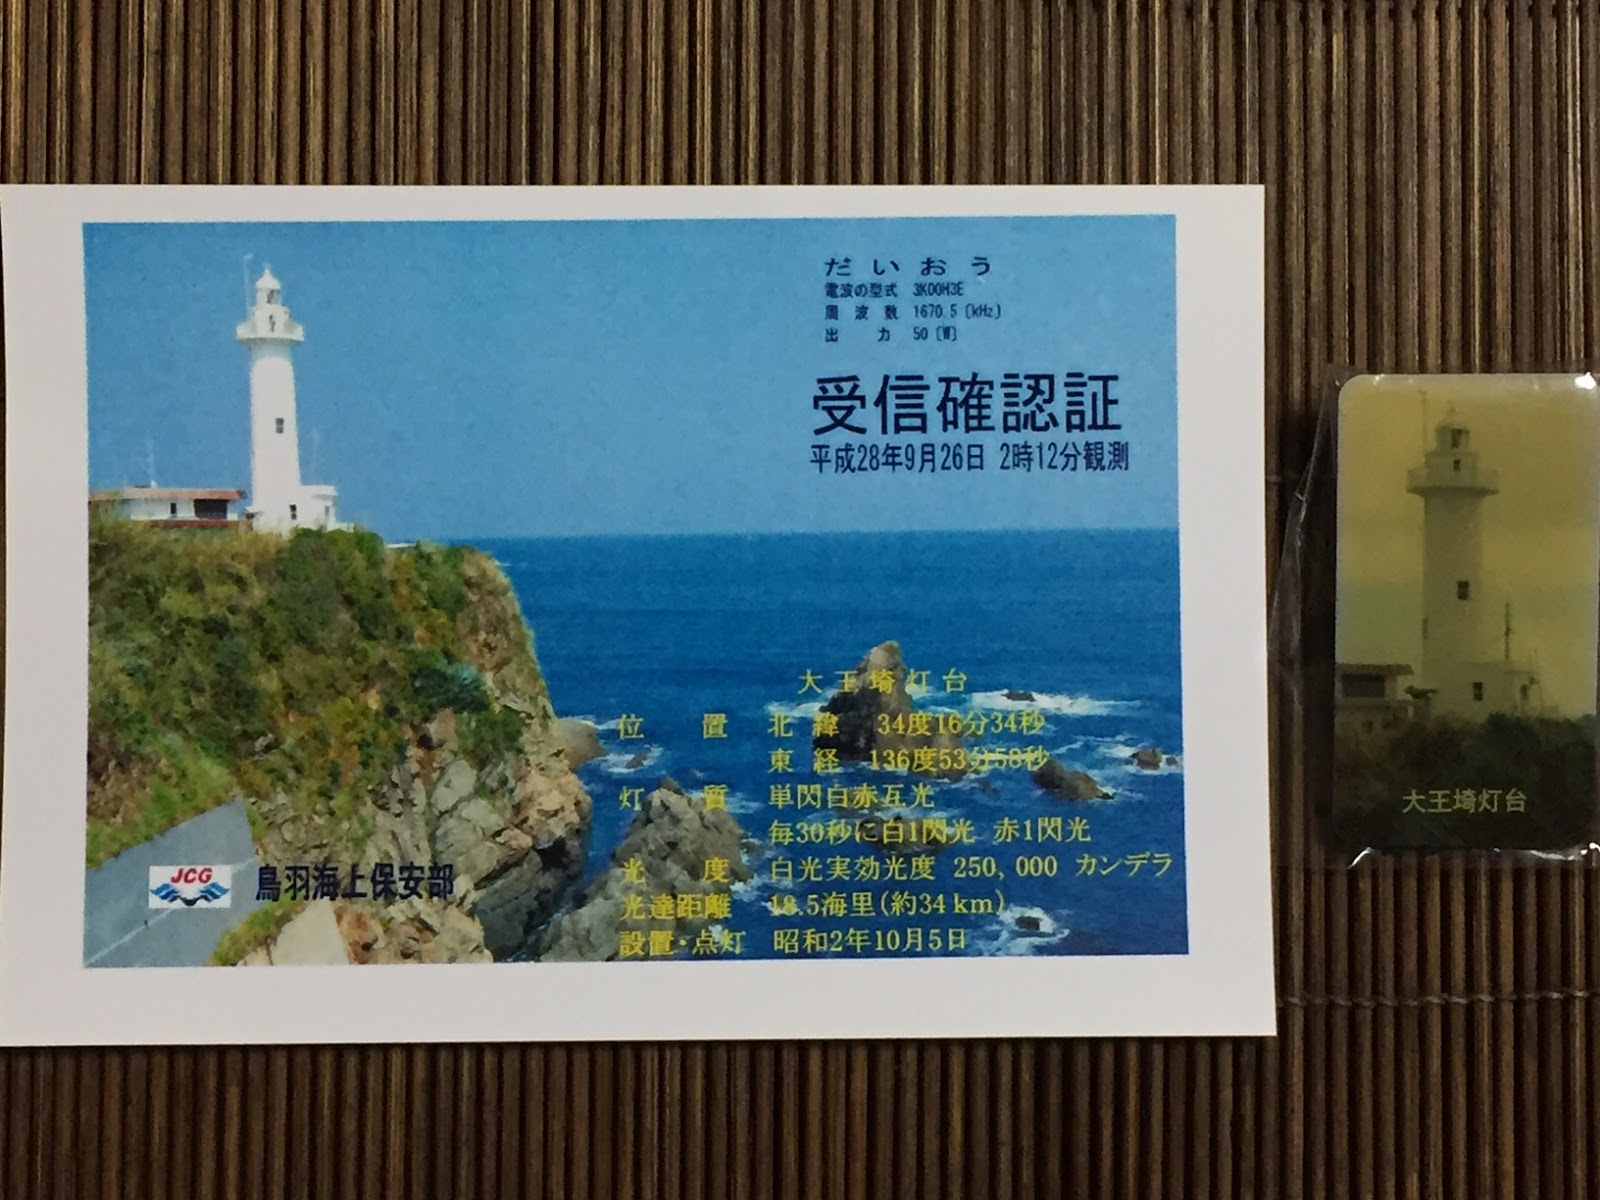 だいおう
電波の型式 3K00H3E
周波数 1670.5 (kHz)
出力 50 (W)
受信確認証
平成28年9月26日 2時12分観測
大王埼灯台
位置 北緯 34度16分34秒
東経 136度53分58秒
灯質 単閃白赤互光
毎30秒に白1閃光 赤1閃光
光度 白光実効光度 250,000 カンデラ
光達距離 18.5海里(約34km)
設置・点灯 昭和2年10月5日
JCG 鳥羽海上保安部
大王埼灯台